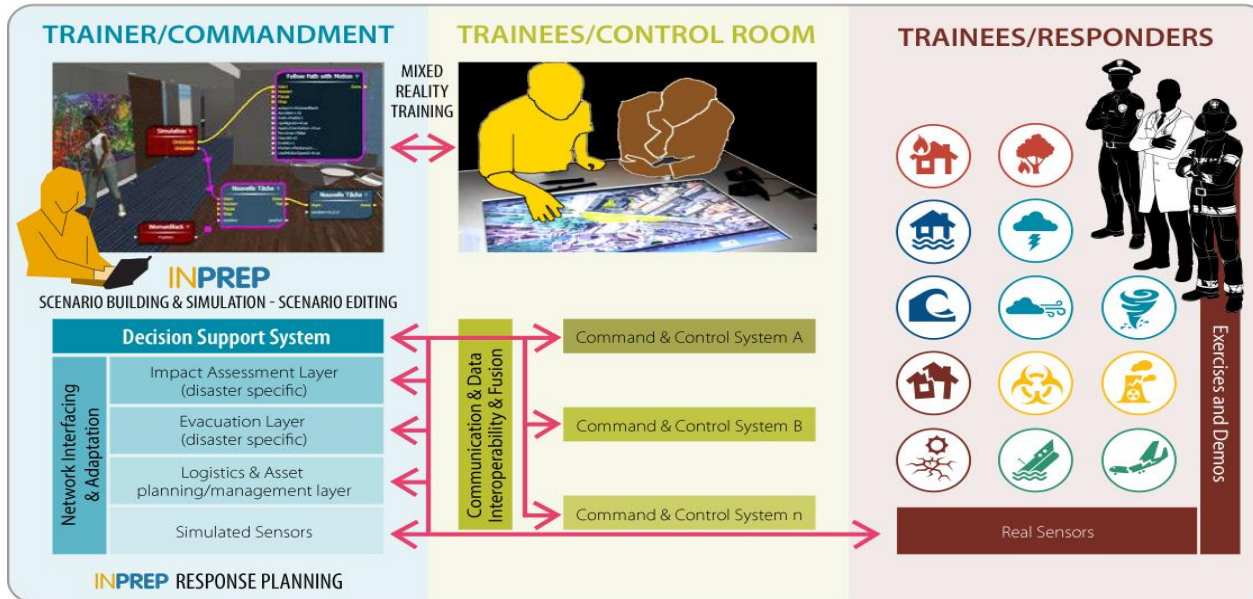 TRAINER/COMMANDMENT
TRAINEES/CONTROL ROOM
TRAINEES/RESPONDERS
MIXED
REALITY
TRAINING
Follow Path with Motion
Simulation
Nouvelle Tâche
Nouvelle Tâche
WomanBlack
INPREP
SCENARIO BUILDING & SIMULATION - SCENARIO EDITING
Decision Support System
Network Interfacing
& Adaptation
Impact Assessment Layer
(disaster specific)
Evacuation Layer
(disaster specific)
Logistics & Asset
planning/management layer
Simulated Sensors
INPREP RESPONSE PLANNING
Communication & Data
Interoperability & Fusion
Command & Control System A
Command & Control System B
Command & Control System n
Real Sensors
Exercises and Demos